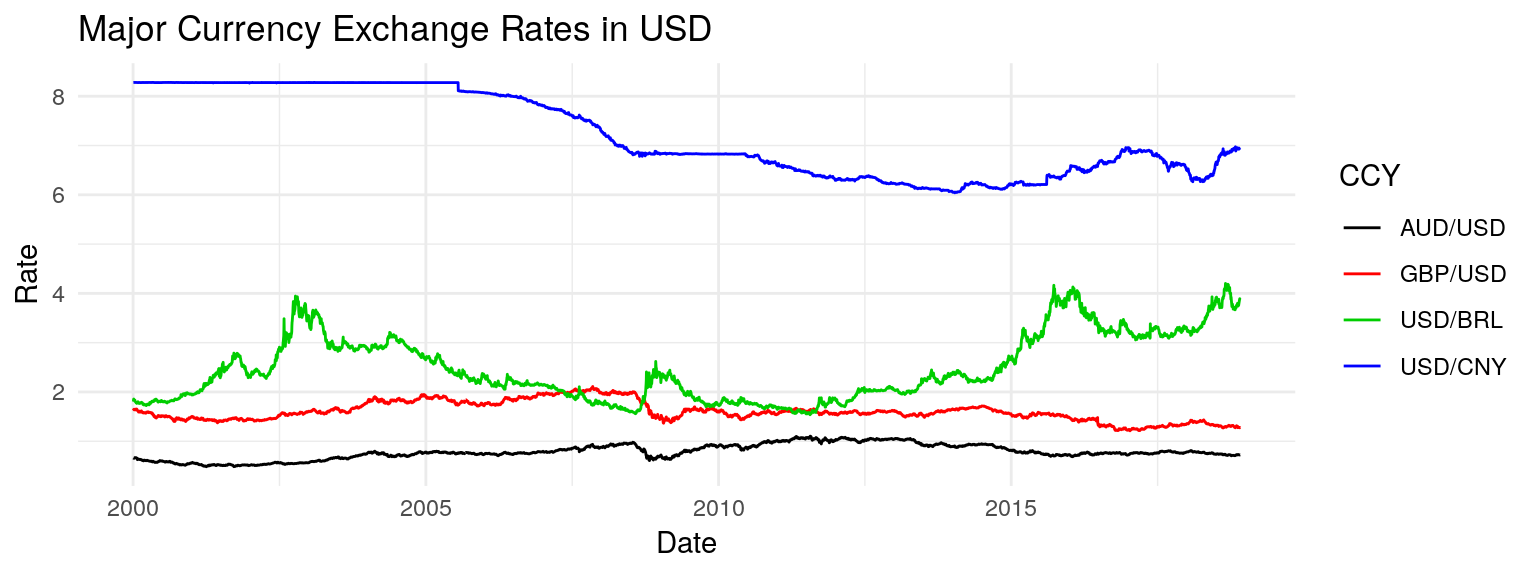 Major Currency Exchange Rates in USD
8
6
4
2
Rate
2000
2005
2010
2015
Date
CCY
AUD/USD
GBP/USD
USD/BRL
USD/CNY